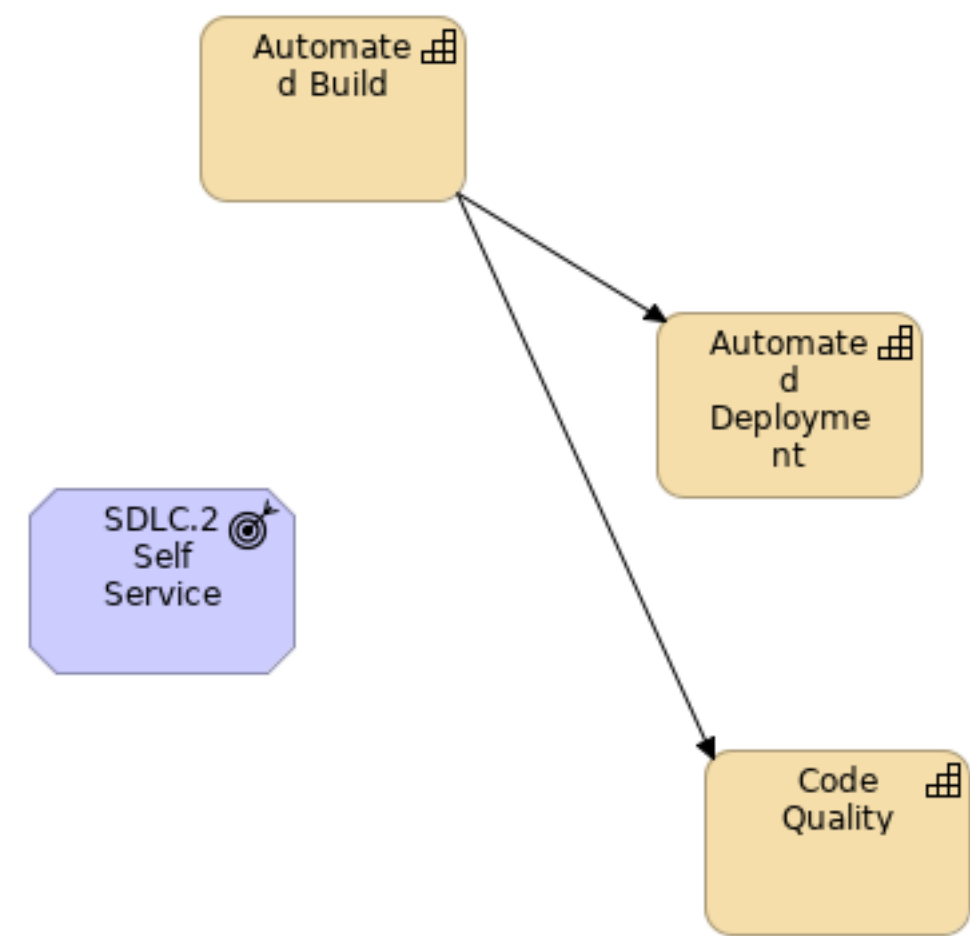 Automate
d Build
Automate
d
Deployme
nt
SDLC.2
Self
Service
Code
Quality